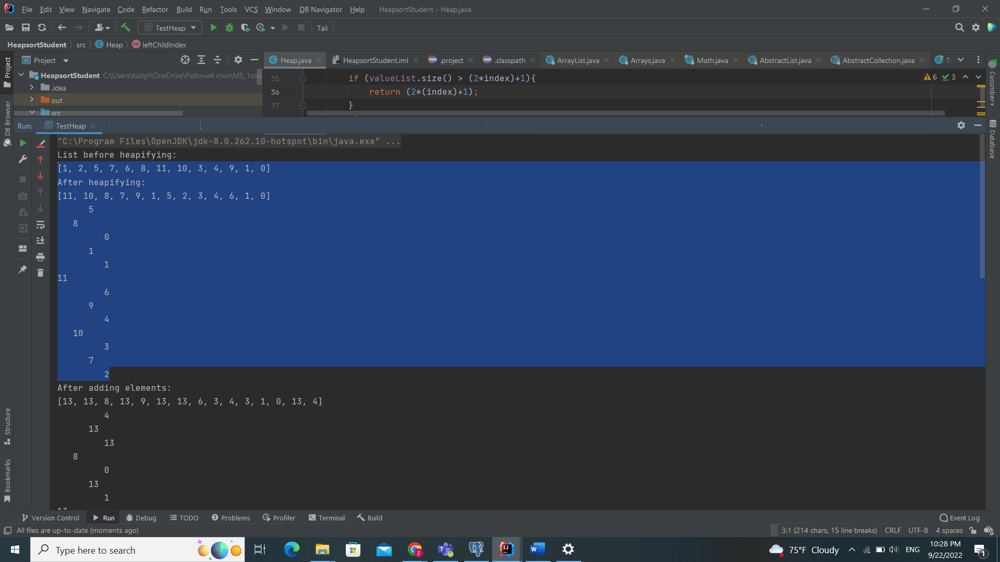 File Edit View Navigate Code Refactor Build Run Tools VCS Window DB Navigator Help HeapsortStudent - Heap.java
TestHeap Tail
HeapsortStudent src Heap leftChildIndex
Project Heap.java HeapsortStudent.iml .project .classpath ArrayList.java Arrays.java Math.java AbstractList.java AbstractCollection.java
HeapsortStudent C:\Users\kadyr\OneDrive\Рабочий стол\MS_1cou
.idea
out
src
35 if (valueList.size() > (2*index)+1){
36 return (2*(index)+1);
37 }
6 3
Project
DB Browser
Structure
Bookmarks
Cucumber+
Database
Run: TestHeap
"C:\Program Files\OpenJDK\jdk-8.0.262.10-hotspot\bin\java.exe" ...
List before heapifying:
[1, 2, 5, 7, 6, 8, 11, 10, 3, 4, 9, 1, 0]
After heapifying:
[11, 10, 8, 7, 9, 1, 5, 2, 3, 4, 6, 1, 0]
5
8
0
1
1
11
6
9
4
10
3
7
2
After adding elements:
[13, 13, 8, 13, 9, 13, 13, 6, 3, 4, 3, 1, 0, 13, 4]
4
13
13
8
0
13
1
Version Control Run Debug TODO Problems Profiler Terminal Build Event Log
All files are up-to-date (moments ago) 3:1 (214 chars, 15 line breaks) CRLF UTF-8 4 spaces
Type here to search 75°F Cloudy ENG 10:28 PM
9/22/2022 1